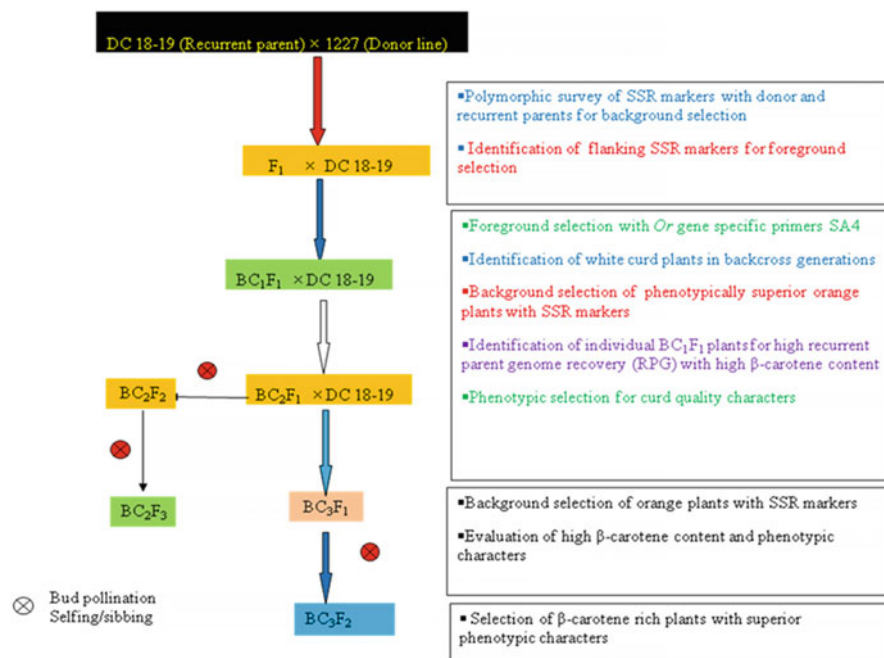 DC 18-19 (Recurrent parent) × 1227 (Donor line)
F₁ × DC 18-19
BC₁F₁ × DC 18-19
BC₂F₂
BC₂F₁ × DC 18-19
BC₂F₃
BC₃F₁
BC₃F₂
⊗ Bud pollination
Selfing/sibbing
▪Polymorphic survey of SSR markers with donor and
recurrent parents for background selection
▪ Identification of flanking SSR markers for foreground
selection
▪Foreground selection with Or gene specific primers SA4
▪Identification of white curd plants in backcross generations
▪Background selection of phenotypically superior orange
plants with SSR markers
▪Identification of individual BC₁F₁ plants for high recurrent
parent genome recovery (RPG) with high β-carotene content
▪Phenotypic selection for curd quality characters
▪Background selection of orange plants with SSR markers
▪Evaluation of high β-carotene content and phenotypic
characters
▪ Selection of β-carotene rich plants with superior
phenotypic characters